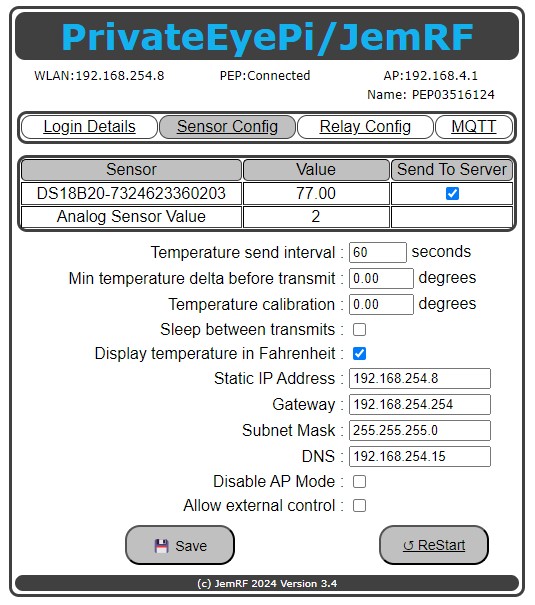 PrivateEyePi/JemRF
WLAN:192.168.254.8 PEP:Connected AP:192.168.4.1
Name: PEP03516124
Login Details Sensor Config Relay Config MQTT
Sensor Value Send To Server
DS18B20-7324623360203 77.00
Analog Sensor Value 2
Temperature send interval : 60 seconds
Min temperature delta before transmit : 0.00 degrees
Temperature calibration : 0.00 degrees
Sleep between transmits :
Display temperature in Fahrenheit :
Static IP Address : 192.168.254.8
Gateway : 192.168.254.254
Subnet Mask : 255.255.255.0
DNS : 192.168.254.15
Disable AP Mode :
Allow external control :
💾 Save ↺ ReStart
(c) JemRF 2024 Version 3.4